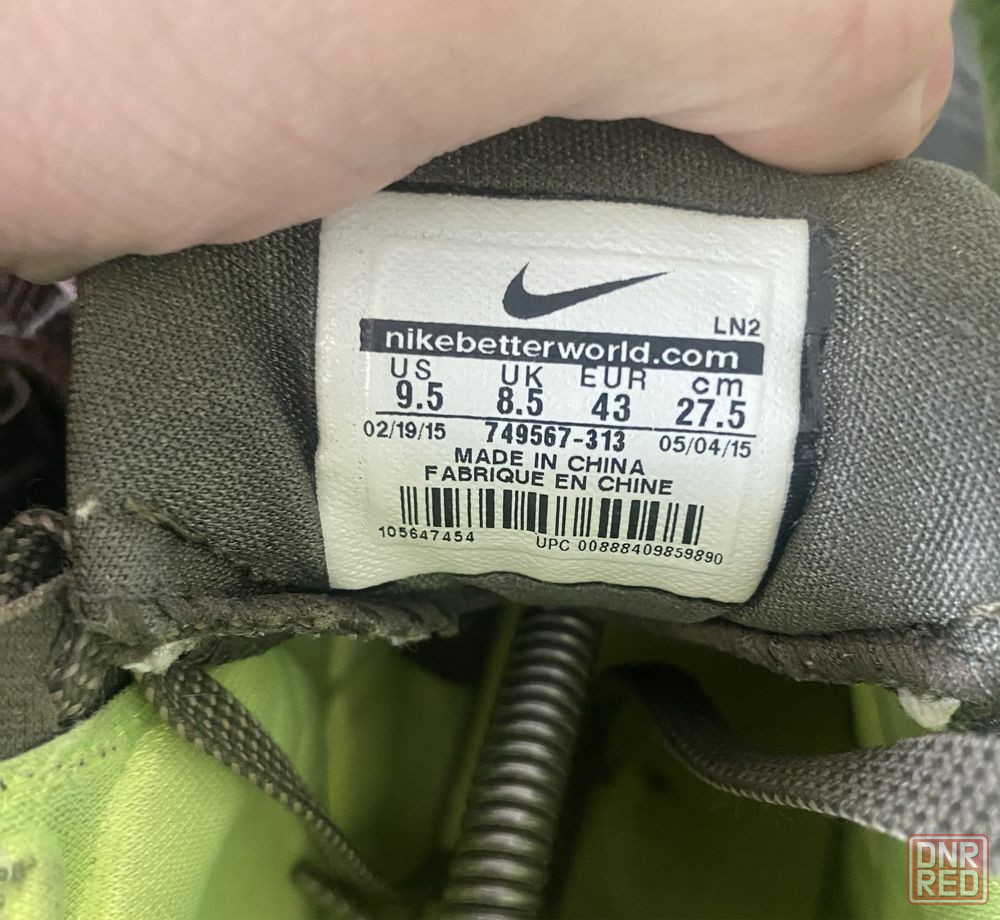 LN2
nikebetterworld.com
US UK EUR cm
9.5 8.5 43 27.5
02/19/15 749567-313 05/04/15
MADE IN CHINA
FABRIQUE EN CHINE
105647454 UPC 00888409859890
DNR
RED